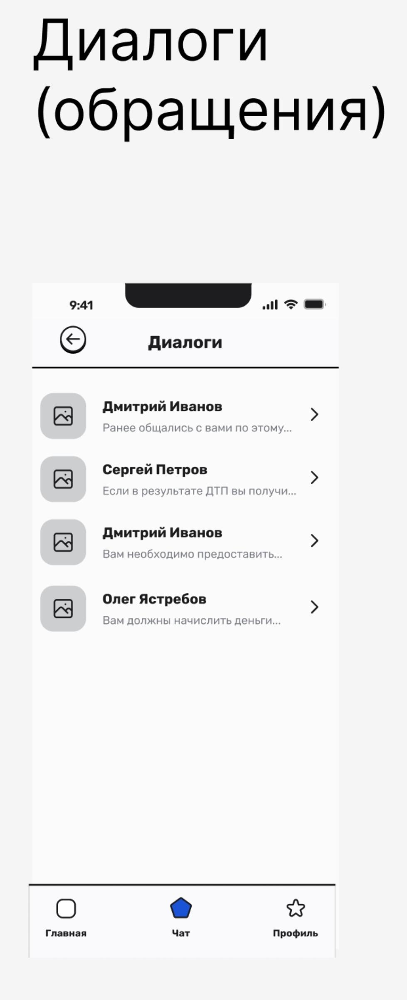 Диалоги
(обращения)
9:41
Диалоги
Дмитрий Иванов
Ранее общались с вами по этому...
Сергей Петров
Если в результате ДТП вы получи...
Дмитрий Иванов
Вам необходимо предоставить...
Олег Ястребов
Вам должны начислить деньги...
Главная
Чат
Профиль